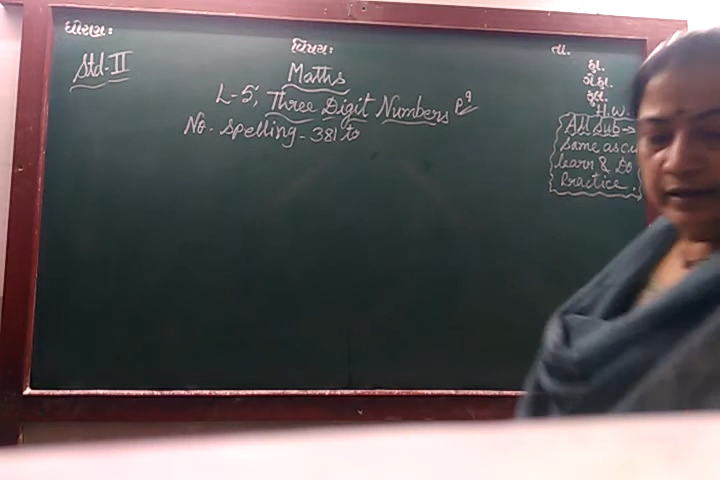 ધોરણઃ
વિષયઃ
તા.
Std-II
હા.
ગે.હા.
કુલ.
Maths
L-5, Three Digit Numbers
No. spelling - 381 to
H.W.
All Sub →
Same as c.
learn & Do
Practice.